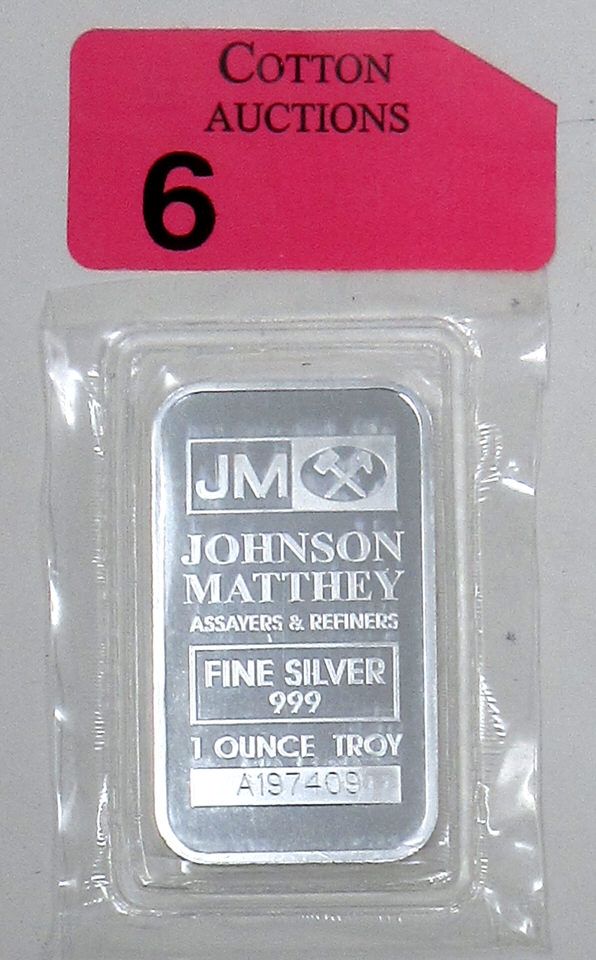 COTTON
AUCTIONS
6
JM
JOHNSON
MATTHEY
ASSAYERS & REFINERS
FINE SILVER
999
1 OUNCE TROY
A197409